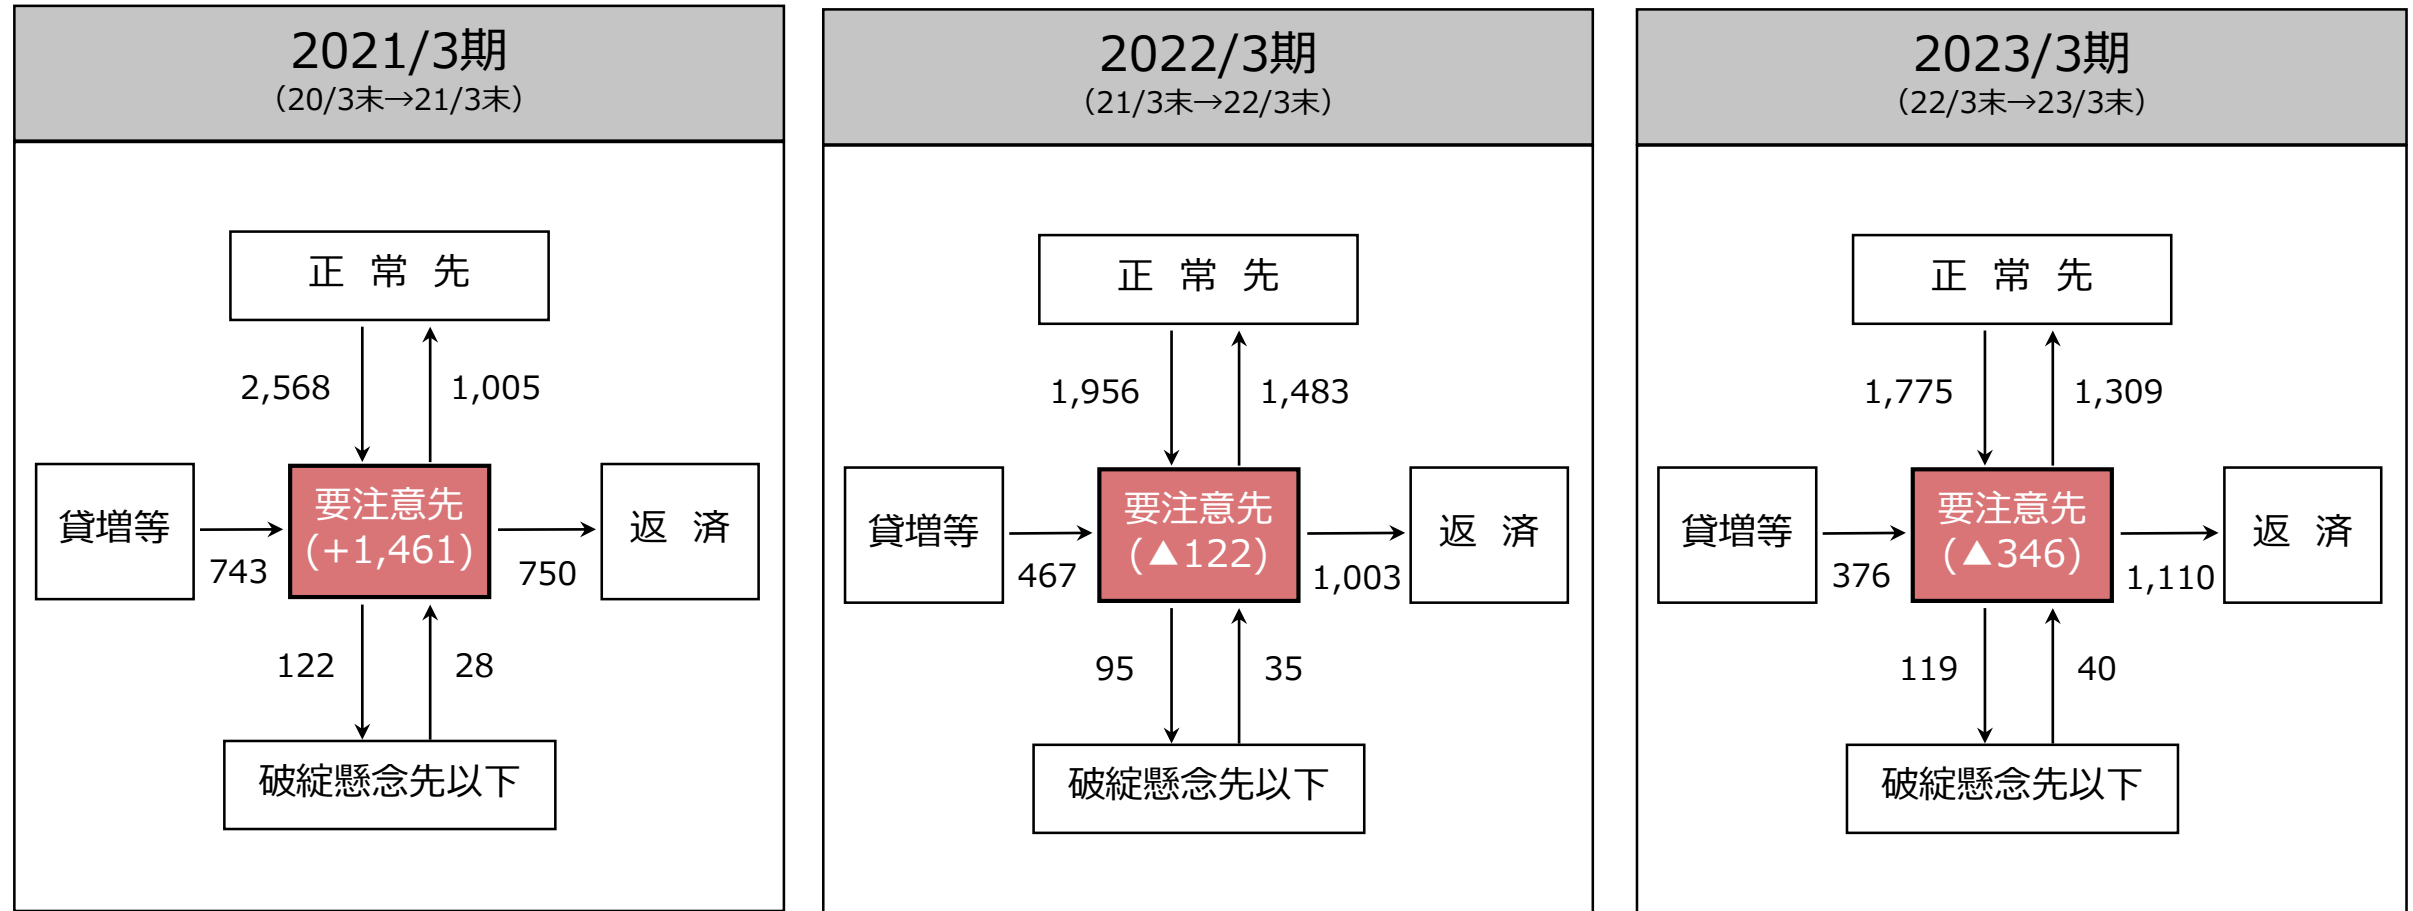 2021/3期
（20/3末→21/3末）
正 常 先
2,568
1,005
貸増等
743
要注意先
(+1,461)
750
返 済
122
28
破綻懸念先以下
2022/3期
（21/3末→22/3末）
正 常 先
1,956
1,483
貸増等
467
要注意先
(▲122)
1,003
返 済
95
35
破綻懸念先以下
2023/3期
（22/3末→23/3末）
正 常 先
1,775
1,309
貸増等
376
要注意先
(▲346)
1,110
返 済
119
40
破綻懸念先以下